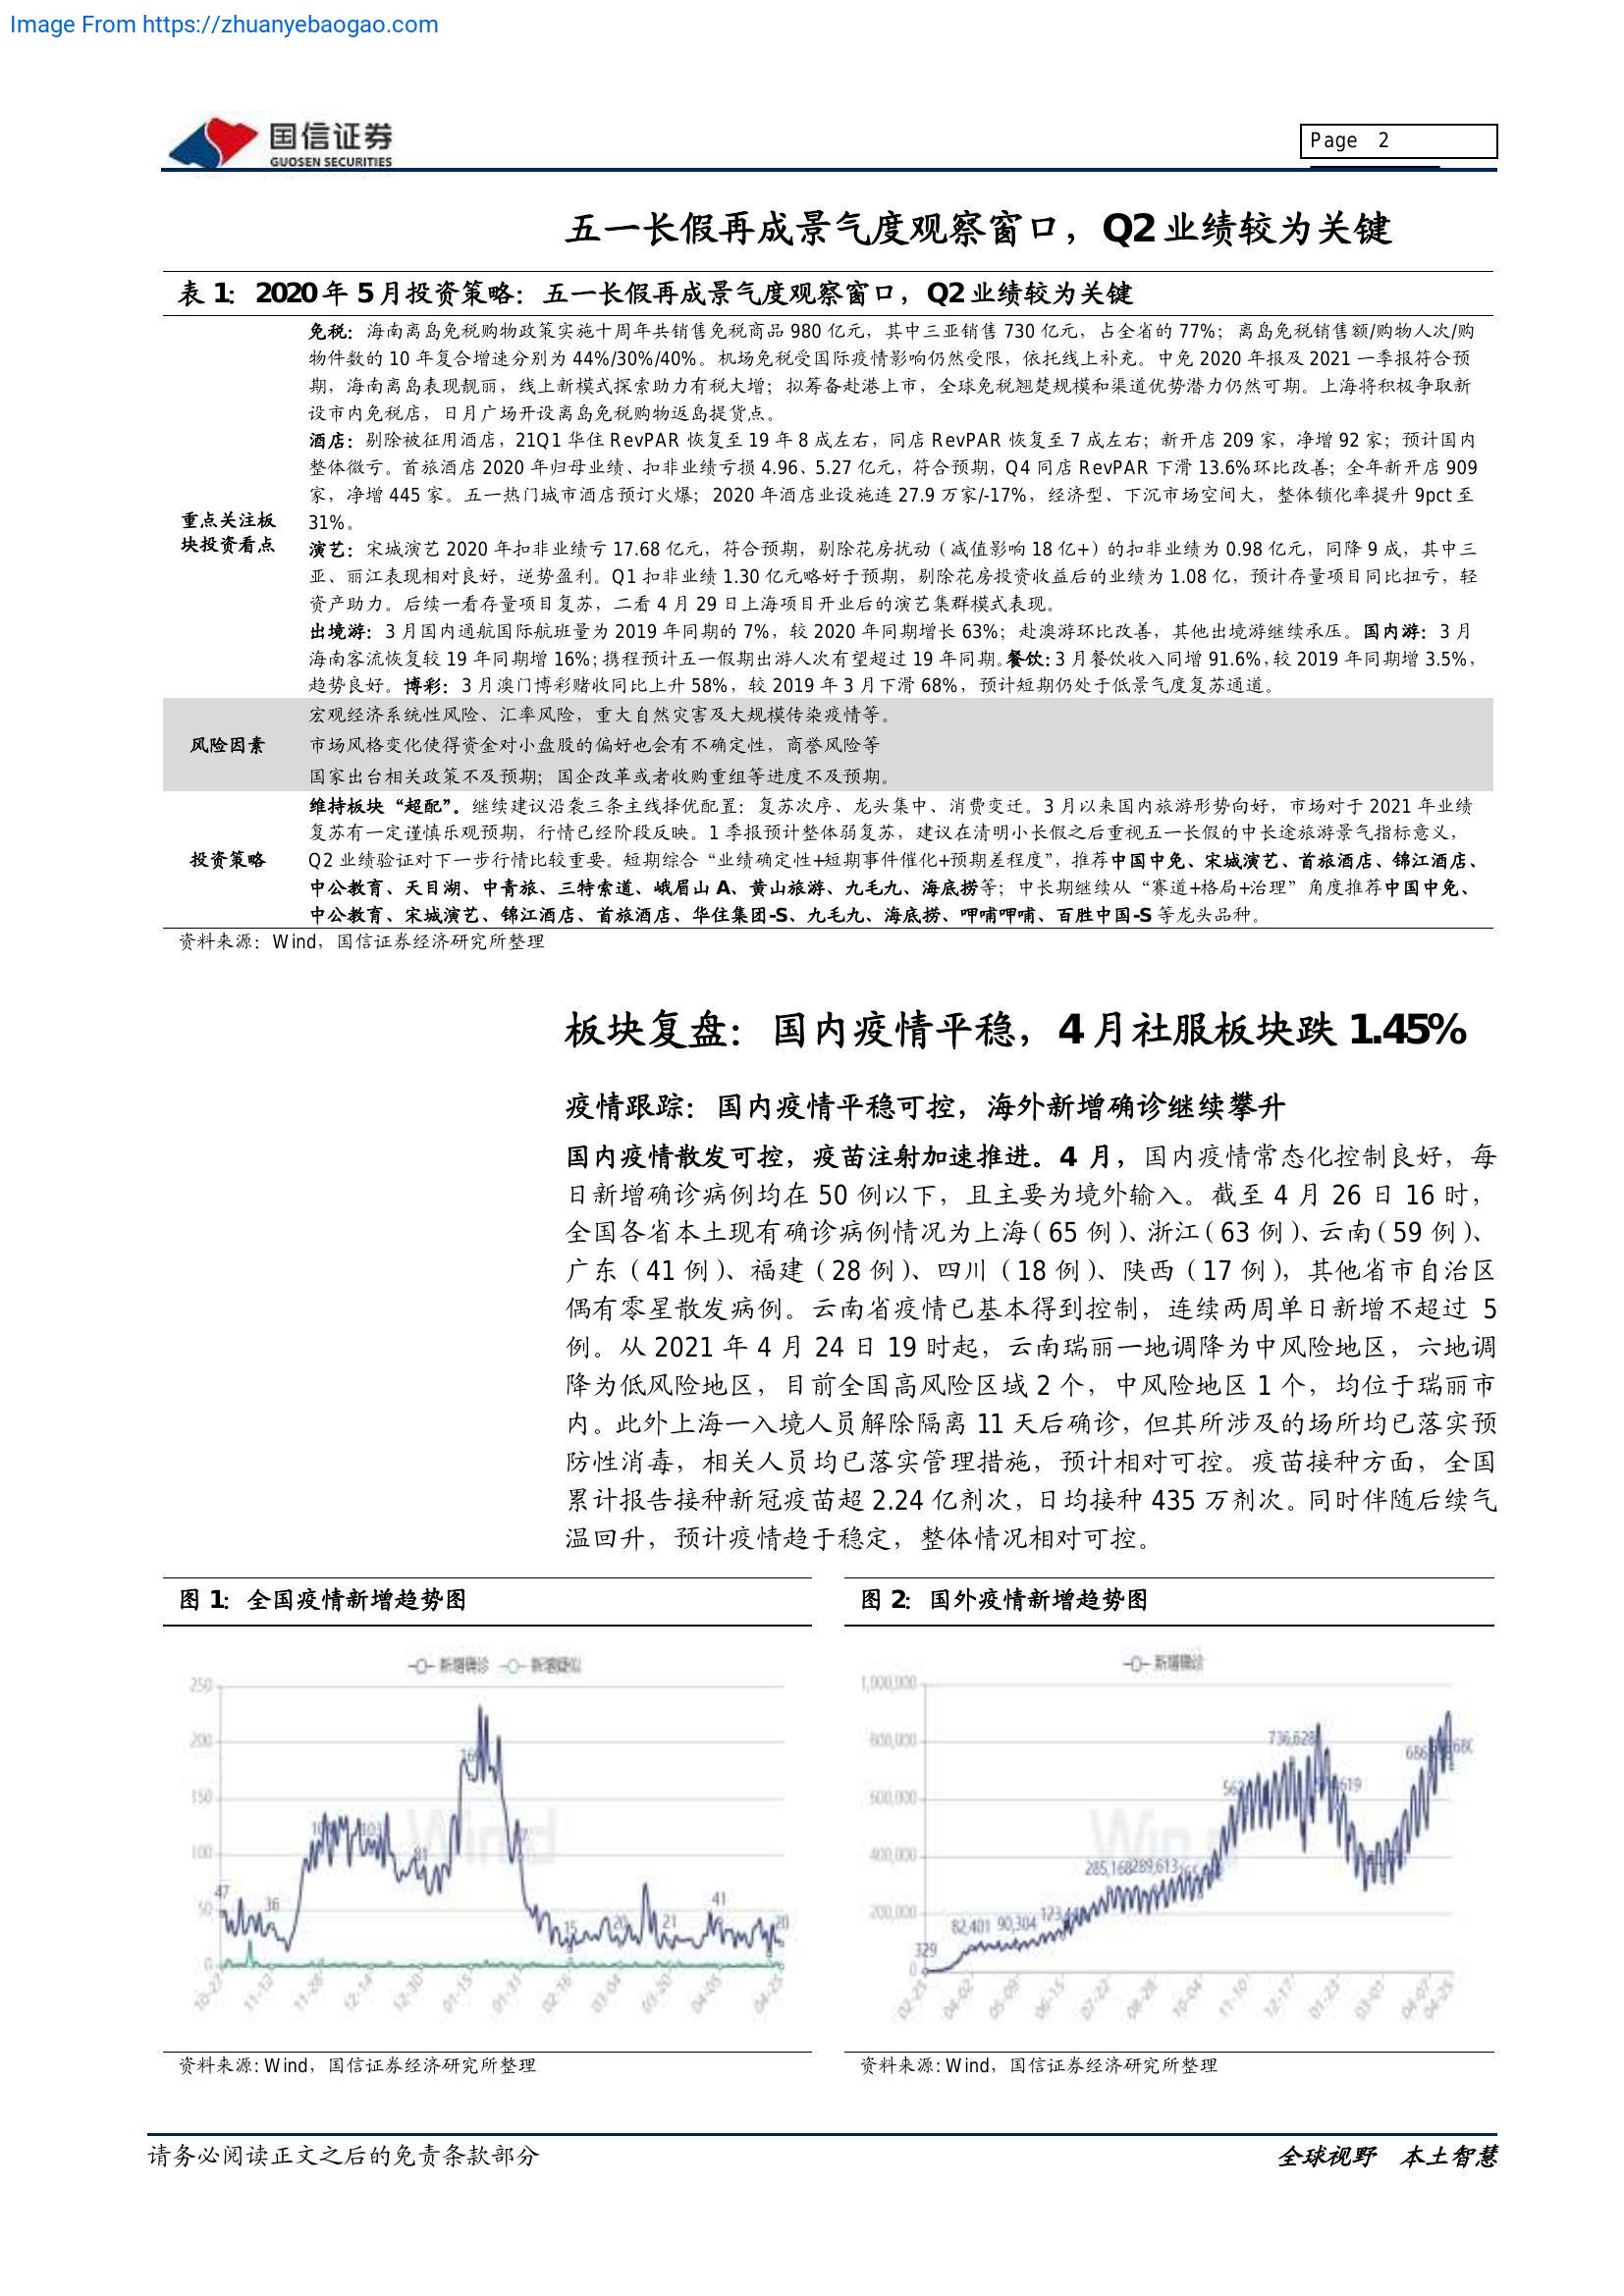 Image From https://zhuanyebaogao.com
国信证券
GUOSEN SECURITIES
Page 2
五一长假再成景气度观察窗口，Q2业绩较为关键
表 1：2020年 5月投资策略：五一长假再成景气度观察窗口，Q2业绩较为关键
重点关注板
块投资看点
免税：海南离岛免税购物政策实施十周年共销售免税商品 980 亿元，其中三亚销售 730 亿元，占全省的 77%；离岛免税销售额/购物人次/购
物件数的 10 年复合增速分别为 44%/30%/40%。机场免税受国际疫情影响仍然受限，依托线上补充。中免 2020 年报及 2021 一季报符合预
期，海南离岛表现靓丽，线上新模式探索助力有税大增；拟筹备赴港上市，全球免税翘楚规模和渠道优势潜力仍然可期。上海将积极争取新
设市内免税店，日月广场开设离岛免税购物返岛提货点。
酒店：剔除被征用酒店，21Q1 华住 RevPAR 恢复至 19 年 8 成左右，同店 RevPAR 恢复至 7 成左右；新开店 209 家，净增 92 家；预计国内
整体微亏。首旅酒店 2020 年归母业绩、扣非业绩亏损 4.96、5.27 亿元，符合预期，Q4 同店 RevPAR 下滑 13.6%环比改善；全年新开店 909
家，净增 445 家。五一热门城市酒店预订火爆；2020 年酒店业设施连 27.9 万家/-17%，经济型、下沉市场空间大，整体锁化率提升 9pct 至
31%。
演艺：宋城演艺 2020 年扣非业绩亏 17.68 亿元，符合预期，剔除花房扰动（减值影响 18 亿+）的扣非业绩为 0.98 亿元，同降 9 成，其中三
亚、丽江表现相对良好，逆势盈利。Q1 扣非业绩 1.30 亿元略好于预期，剔除花房投资收益后的业绩为 1.08 亿，预计存量项目同比扭亏，轻
资产助力。后续一看存量项目复苏，二看 4 月 29 日上海项目开业后的演艺集群模式表现。
出境游：3 月国内通航国际航班量为 2019 年同期的 7%，较 2020 年同期增长 63%；赴澳游环比改善，其他出境游继续承压。国内游：3 月
海南客流恢复较 19 年同期增 16%；携程预计五一假期出游人次有望超过 19 年同期。餐饮：3 月餐饮收入同增 91.6%，较 2019 年同期增 3.5%，
趋势良好。博彩：3 月澳门博彩赌收同比上升 58%，较 2019 年 3 月下滑 68%，预计短期仍处于低景气度复苏通道。
风险因素
宏观经济系统性风险、汇率风险，重大自然灾害及大规模传染疫情等。
市场风格变化使得资金对小盘股的偏好也会有不确定性，商誉风险等
国家出台相关政策不及预期；国企改革或者收购重组等进度不及预期。
投资策略
维持板块“超配”。继续建议沿袭三条主线择优配置：复苏次序、龙头集中、消费变迁。3 月以来国内旅游形势向好，市场对于 2021 年业绩
复苏有一定谨慎乐观预期，行情已经阶段反映。1 季报预计整体弱复苏，建议在清明小长假之后重视五一长假的中长途旅游景气指标意义，
Q2 业绩验证对下一步行情比较重要。短期综合“业绩确定性+短期事件催化+预期差程度”，推荐中国中免、宋城演艺、首旅酒店、锦江酒店、
中公教育、天目湖、中青旅、三特索道、峨眉山 A、黄山旅游、九毛九、海底捞等；中长期继续从“赛道+格局+治理”角度推荐中国中免、
中公教育、宋城演艺、锦江酒店、首旅酒店、华住集团-S、九毛九、海底捞、呷哺呷哺、百胜中国-S 等龙头品种。
资料来源：Wind，国信证券经济研究所整理
板块复盘：国内疫情平稳，4月社服板块跌 1.45%
疫情跟踪：国内疫情平稳可控，海外新增确诊继续攀升
国内疫情散发可控，疫苗注射加速推进。4 月，国内疫情常态化控制良好，每
日新增确诊病例均在 50 例以下，且主要为境外输入。截至 4 月 26 日 16 时，
全国各省本土现有确诊病例情况为上海（65 例）、浙江（63 例）、云南（59 例）、
广东（41 例）、福建（28 例）、四川（18 例）、陕西（17 例），其他省市自治区
偶有零星散发病例。云南省疫情已基本得到控制，连续两周单日新增不超过 5
例。从 2021 年 4 月 24 日 19 时起，云南瑞丽一地调降为中风险地区，六地调
降为低风险地区，目前全国高风险区域 2 个，中风险地区 1 个，均位于瑞丽市
内。此外上海一入境人员解除隔离 11 天后确诊，但其所涉及的场所均已落实预
防性消毒，相关人员均已落实管理措施，预计相对可控。疫苗接种方面，全国
累计报告接种新冠疫苗超 2.24 亿剂次，日均接种 435 万剂次。同时伴随后续气
温回升，预计疫情趋于稳定，整体情况相对可控。
图 1：全国疫情新增趋势图
新增确诊 新增疑似
250
200
150
100
50
0
47
36
103
81
15
20
21
41
20
10-27 11-12 11-28 12-14 12-30 01-15 01-31 02-16 03-04 03-20 04-05 04-25
Wind
资料来源：Wind，国信证券经济研究所整理
图 2：国外疫情新增趋势图
新增确诊
1,000,000
800,000
600,000
400,000
200,000
0
329
82,401
90,304
285,168
289,613
736,628
02-25 04-02 05-09 06-15 07-22 08-28 10-04 11-10 12-17 01-23 03-01 04-07 04-25
资料来源：Wind，国信证券经济研究所整理
请务必阅读正文之后的免责条款部分
全球视野 本土智慧